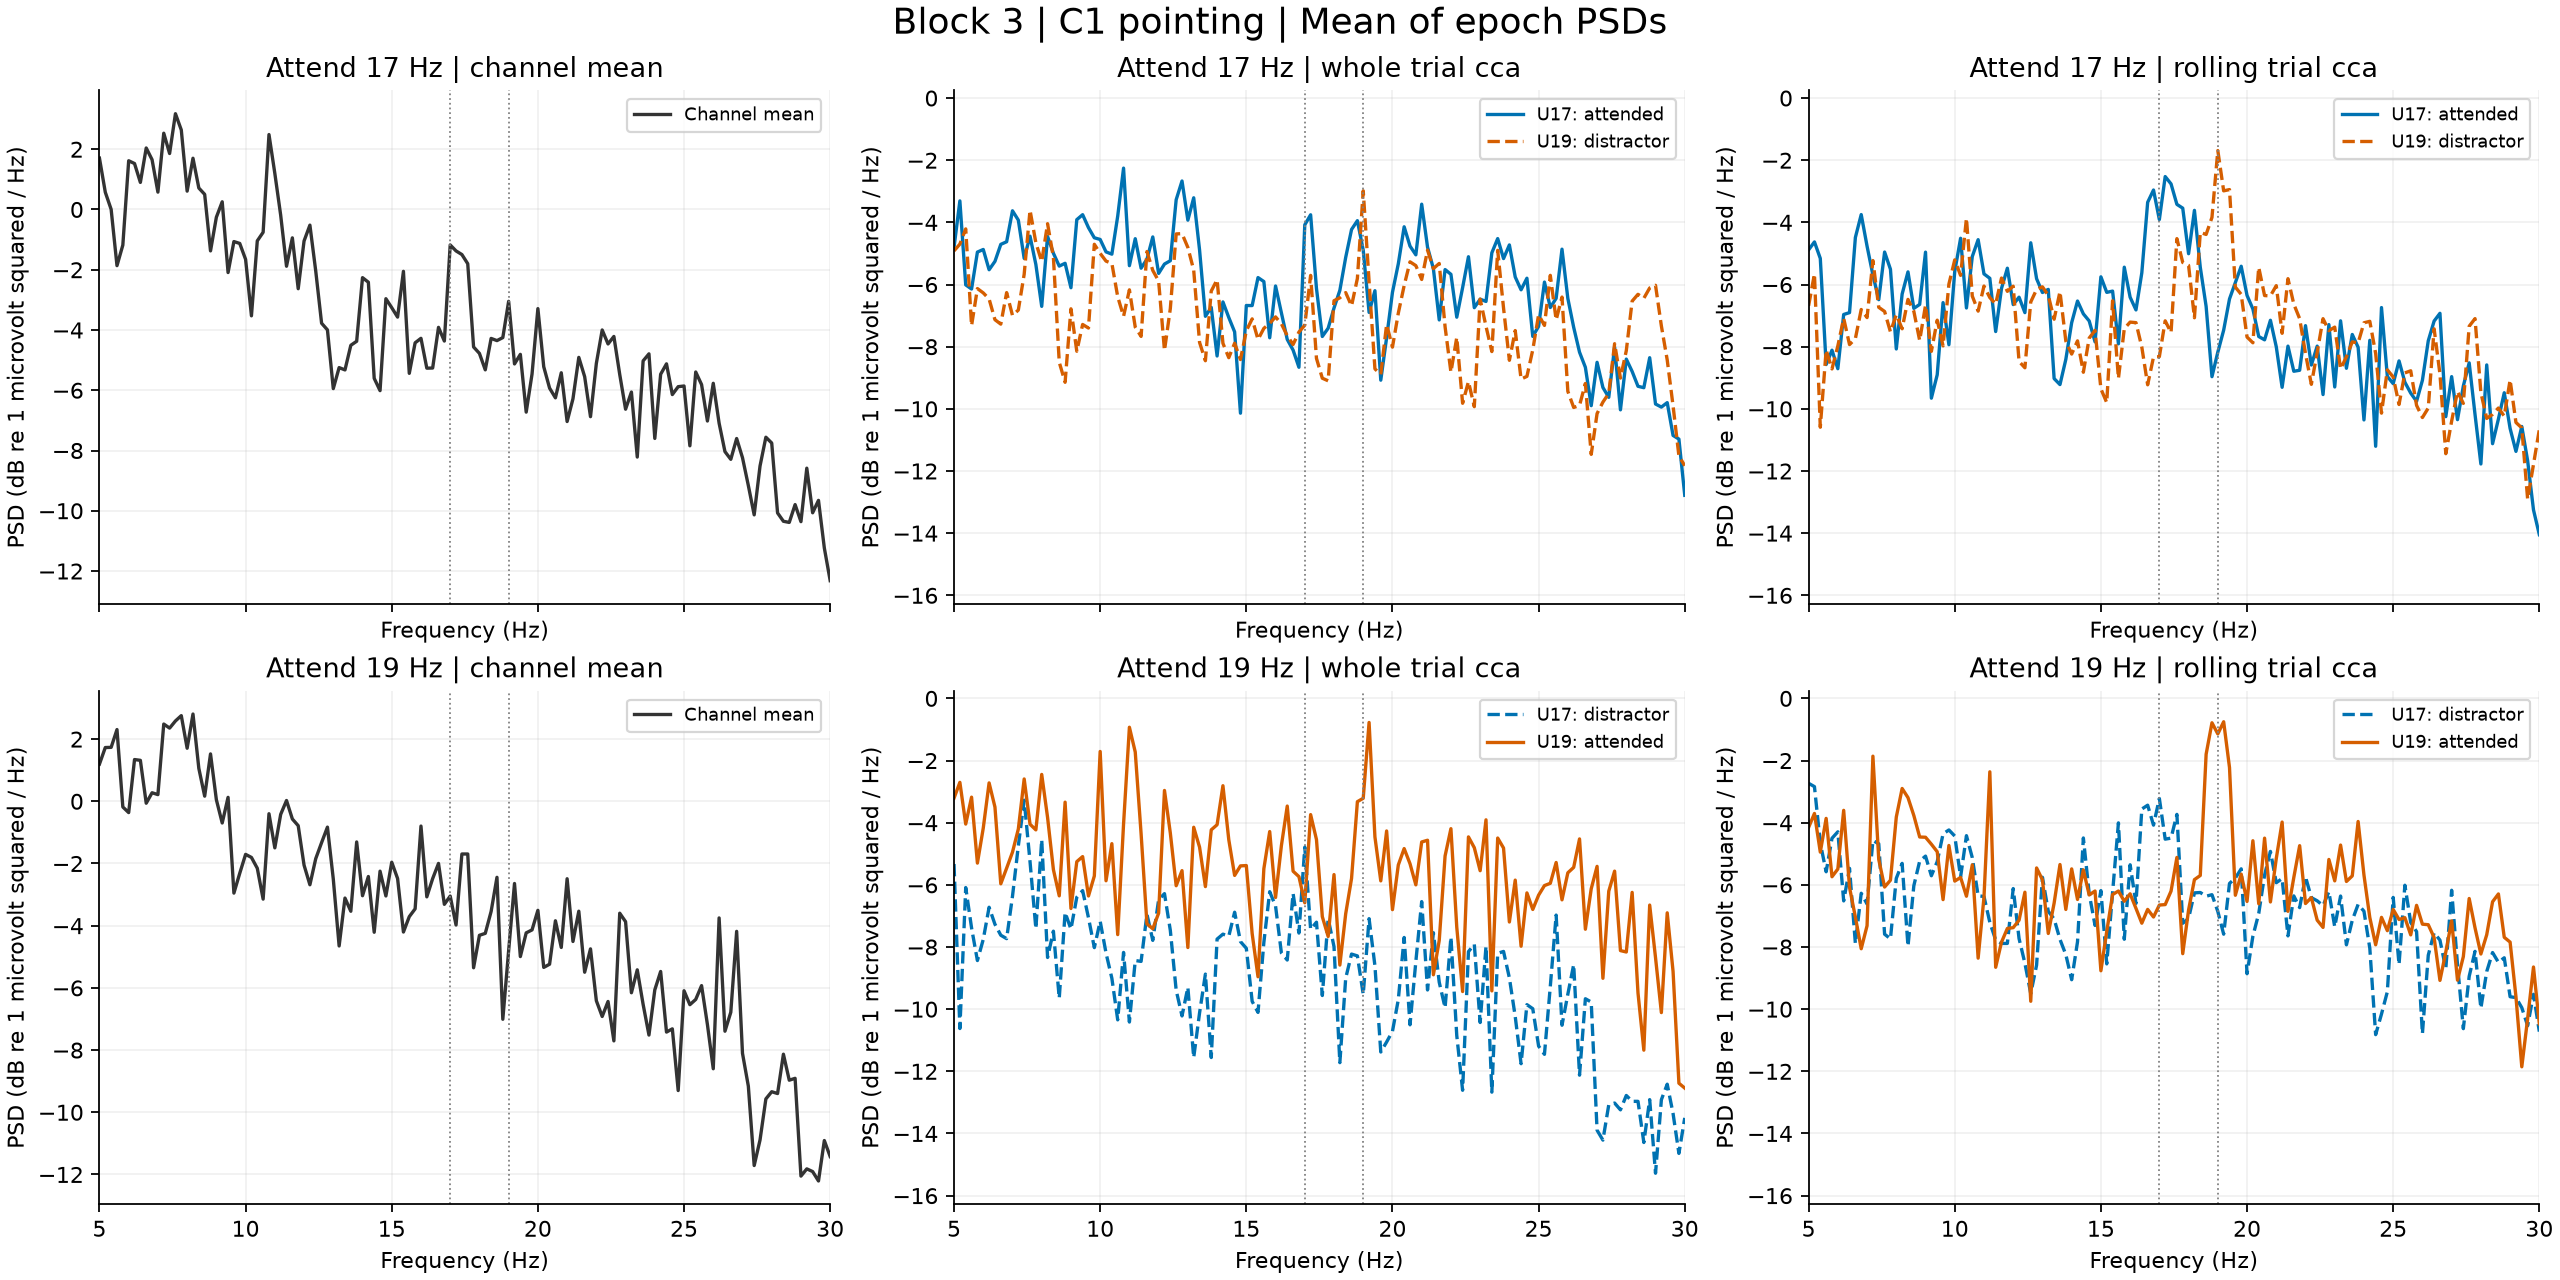 Block 3 | C1 pointing | Mean of epoch PSDs
Attend 17 Hz | channel mean
Channel mean
PSD (dB re 1 microvolt squared / Hz)
2
0
−2
−4
−6
−8
−10
−12
Frequency (Hz)
Attend 17 Hz | whole trial cca
U17: attended
U19: distractor
PSD (dB re 1 microvolt squared / Hz)
0
−2
−4
−6
−8
−10
−12
−14
−16
Frequency (Hz)
Attend 17 Hz | rolling trial cca
U17: attended
U19: distractor
PSD (dB re 1 microvolt squared / Hz)
0
−2
−4
−6
−8
−10
−12
−14
−16
Frequency (Hz)
Attend 19 Hz | channel mean
Channel mean
PSD (dB re 1 microvolt squared / Hz)
2
0
−2
−4
−6
−8
−10
−12
5 10 15 20 25 30
Frequency (Hz)
Attend 19 Hz | whole trial cca
U17: distractor
U19: attended
PSD (dB re 1 microvolt squared / Hz)
0
−2
−4
−6
−8
−10
−12
−14
−16
5 10 15 20 25 30
Frequency (Hz)
Attend 19 Hz | rolling trial cca
U17: distractor
U19: attended
PSD (dB re 1 microvolt squared / Hz)
0
−2
−4
−6
−8
−10
−12
−14
−16
5 10 15 20 25 30
Frequency (Hz)